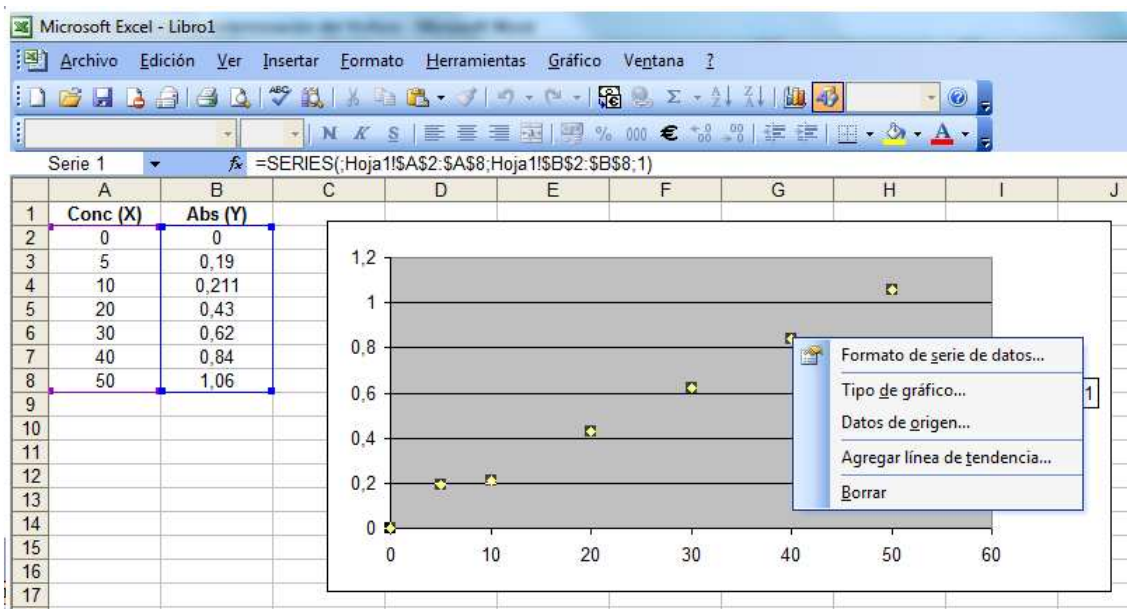 Microsoft Excel - Libro1
Archivo Edición Ver Insertar Formato Herramientas Gráfico Ventana ?
ABC Σ A Z Z A
N K S % 000 €
Serie 1 fx =SERIES(;Hoja1!$A$2:$A$8;Hoja1!$B$2:$B$8;1)
A B C D E F G H I J
1 Conc (X) Abs (Y)
2 0 0
3 5 0,19
4 10 0,211
5 20 0,43
6 30 0,62
7 40 0,84
8 50 1,06
9
10
11
12
13
14
15
16
17
1,2
1
0,8
0,6
0,4
0,2
0
0 10 20 30 40 50 60
1
Formato de serie de datos...
Tipo de gráfico...
Datos de origen...
Agregar línea de tendencia...
Borrar